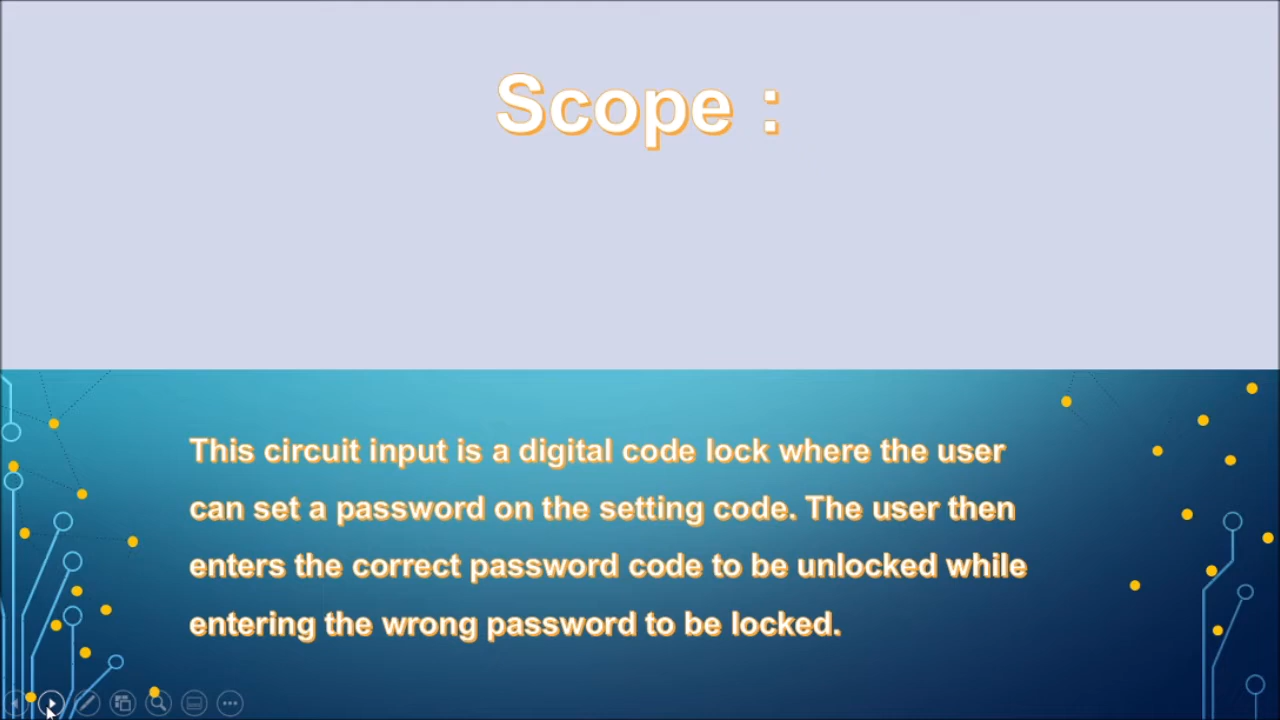 Scope :
This circuit input is a digital code lock where the user
can set a password on the setting code. The user then
enters the correct password code to be unlocked while
entering the wrong password to be locked.